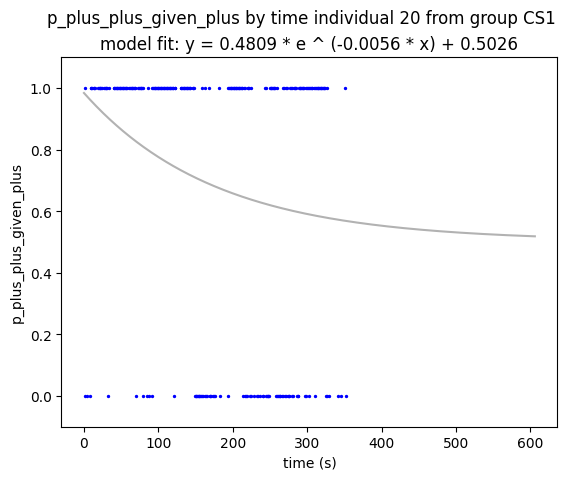 p_plus_plus_given_plus by time individual 20 from group CS1
model fit: y = 0.4809 * e ^ (-0.0056 * x) + 0.5026
1.0
0.8
0.6
0.4
0.2
0.0
p_plus_plus_given_plus
0 100 200 300 400 500 600
time (s)